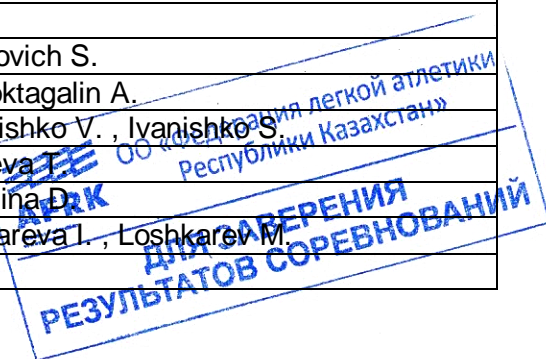 ovich S.
oktagalin A.
ishko V. , Ivanishko S.
eva T.
ina D.
areva I. , Loshkarev M.
AFRK
ОО «Федерация легкой атлетики
Республики Казахстан»
ДЛЯ ЗАВЕРЕНИЯ
РЕЗУЛЬТАТОВ СОРЕВНОВАНИЙ